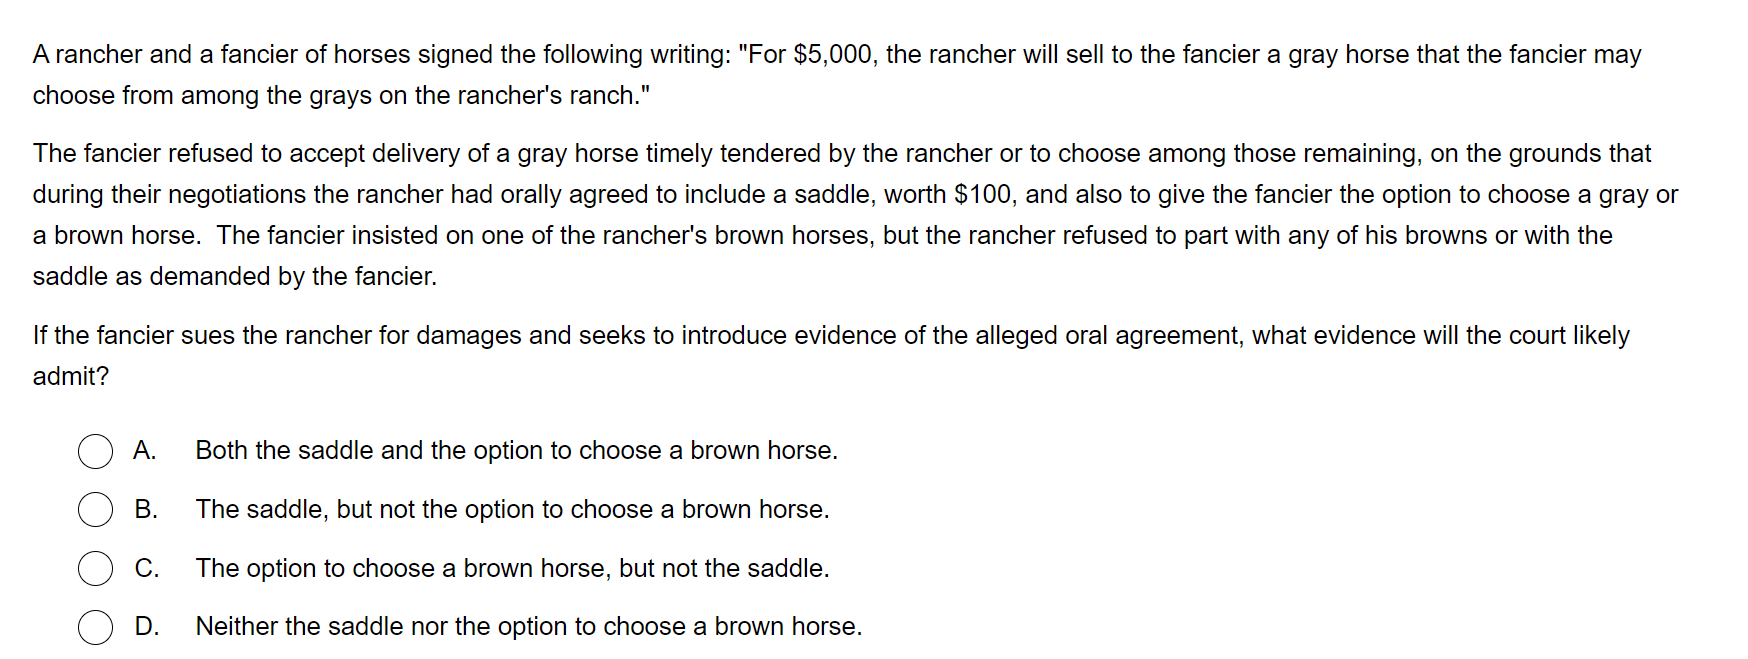 A rancher and a fancier of horses signed the following writing: "For $5,000, the rancher will sell to the fancier a gray horse that the fancier may
choose from among the grays on the rancher's ranch."
The fancier refused to accept delivery of a gray horse timely tendered by the rancher or to choose among those remaining, on the grounds that
during their negotiations the rancher had orally agreed to include a saddle, worth $100, and also to give the fancier the option to choose a gray or
a brown horse.  The fancier insisted on one of the rancher's brown horses, but the rancher refused to part with any of his browns or with the
saddle as demanded by the fancier.
If the fancier sues the rancher for damages and seeks to introduce evidence of the alleged oral agreement, what evidence will the court likely
admit?
A. Both the saddle and the option to choose a brown horse.
B. The saddle, but not the option to choose a brown horse.
C. The option to choose a brown horse, but not the saddle.
D. Neither the saddle nor the option to choose a brown horse.